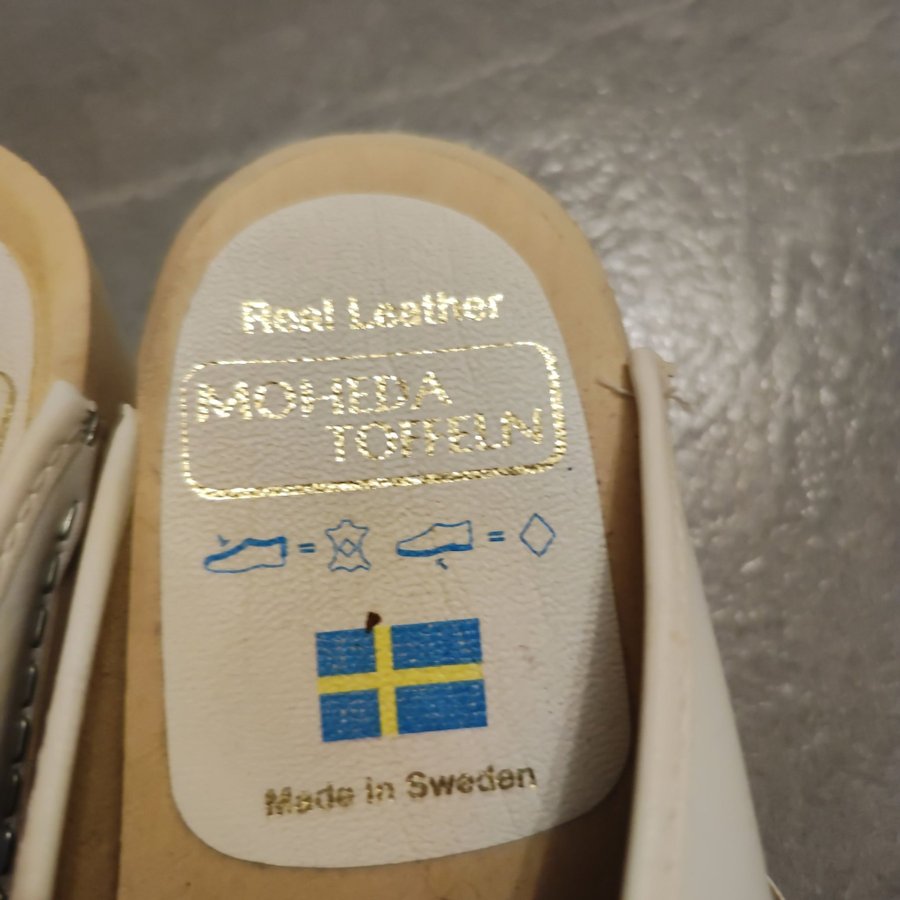 Real Leather
MOHEDA
TOFFELN
= =
Made in Sweden